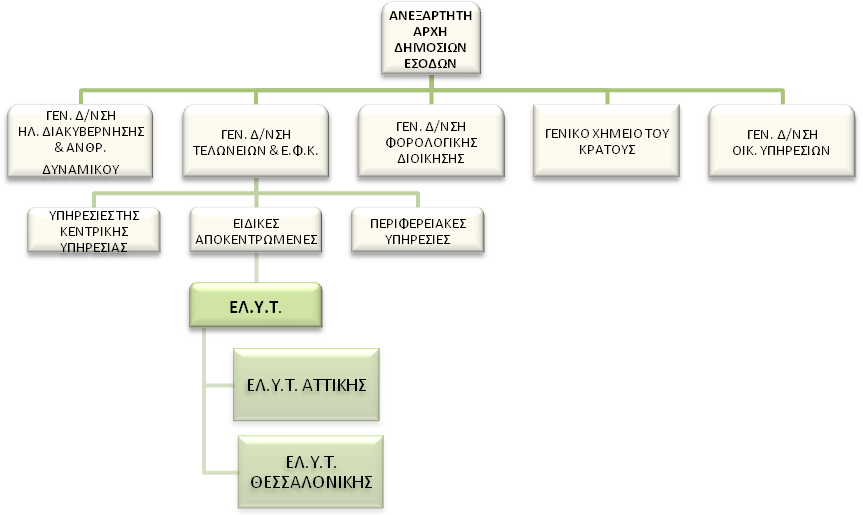 ΑΝΕΞΑΡΤΗΤΗ
ΑΡΧΗ
ΔΗΜΟΣΙΩΝ
ΕΣΟΔΩΝ
ΓΕΝ. Δ/ΝΣΗ
ΗΛ. ΔΙΑΚΥΒΕΡΝΗΣΗΣ
& ΑΝΘΡ.
ΔΥΝΑΜΙΚΟΥ
ΓΕΝ. Δ/ΝΣΗ
ΤΕΛΩΝΕΙΩΝ & Ε.Φ.Κ.
ΓΕΝ. Δ/ΝΣΗ
ΦΟΡΟΛΟΓΙΚΗΣ
ΔΙΟΙΚΗΣΗΣ
ΓΕΝΙΚΟ ΧΗΜΕΙΟ ΤΟΥ
ΚΡΑΤΟΥΣ
ΓΕΝ. Δ/ΝΣΗ
ΟΙΚ. ΥΠΗΡΕΣΙΩΝ
ΥΠΗΡΕΣΙΕΣ ΤΗΣ
ΚΕΝΤΡΙΚΗΣ
ΥΠΗΡΕΣΙΑΣ
ΕΙΔΙΚΕΣ
ΑΠΟΚΕΝΤΡΩΜΕΝΕΣ
ΠΕΡΙΦΕΡΕΙΑΚΕΣ
ΥΠΗΡΕΣΙΕΣ
ΕΛ.Υ.Τ.
ΕΛ.Υ.Τ. ΑΤΤΙΚΗΣ
ΕΛ.Υ.Τ.
ΘΕΣΣΑΛΟΝΙΚΗΣ